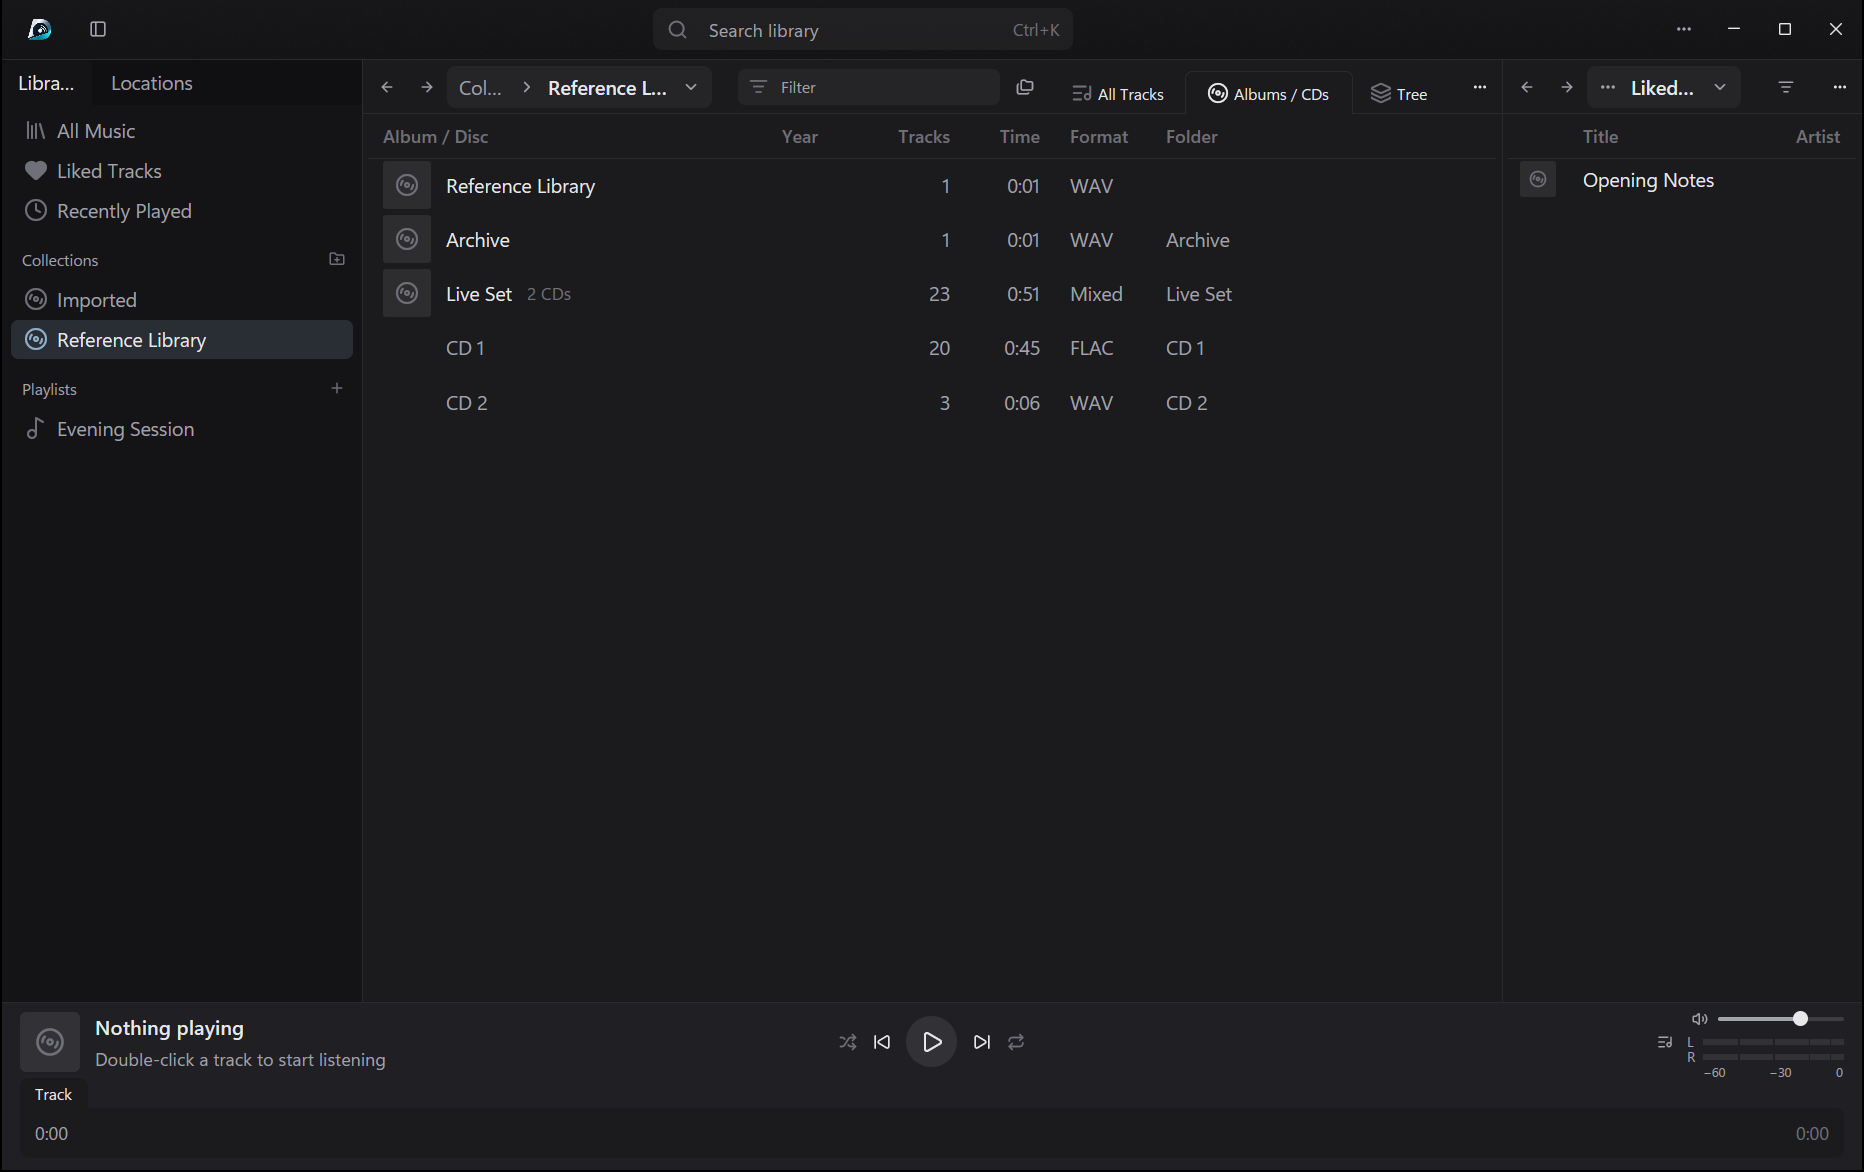 Search library Ctrl+K
Libra... Locations
All Music
Liked Tracks
Recently Played
Collections
Imported
Reference Library
Playlists
Evening Session
Col... Reference L... Filter All Tracks Albums / CDs Tree
Album / Disc Year Tracks Time Format Folder
Reference Library 1 0:01 WAV
Archive 1 0:01 WAV Archive
Live Set 2 CDs 23 0:51 Mixed Live Set
CD 1 20 0:45 FLAC CD 1
CD 2 3 0:06 WAV CD 2
Liked...
Title Artist
Opening Notes
Nothing playing
Double-click a track to start listening
L
R
-60 -30 0
Track
0:00 0:00